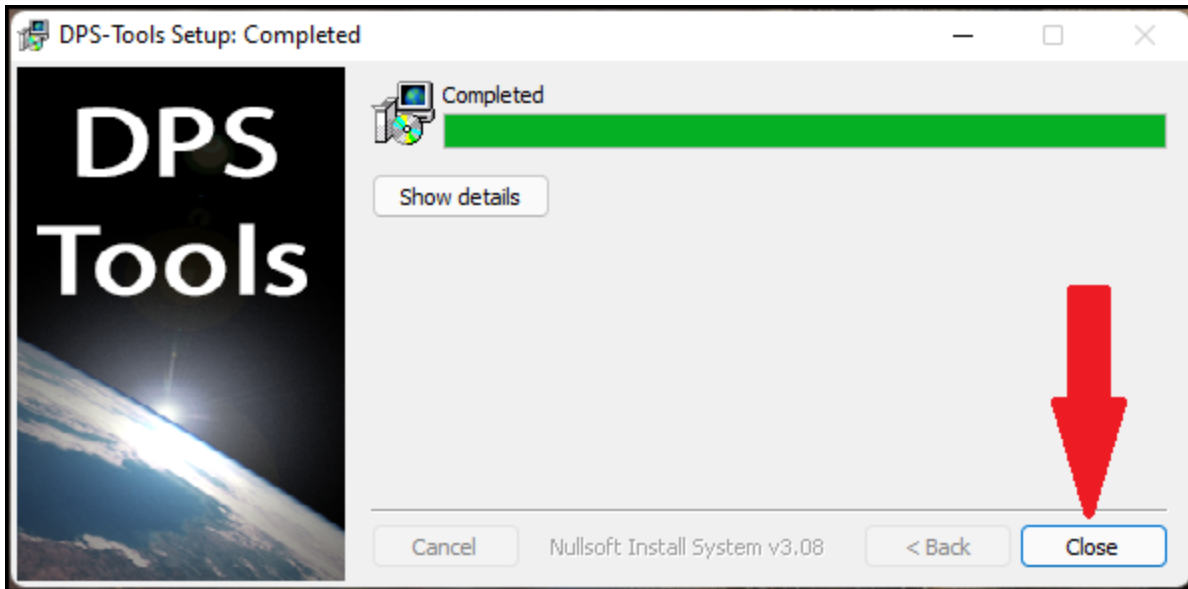 DPS-Tools Setup: Completed
DPS
Tools
Completed
Show details
Cancel
Nullsoft Install System v3.08
< Back
Close